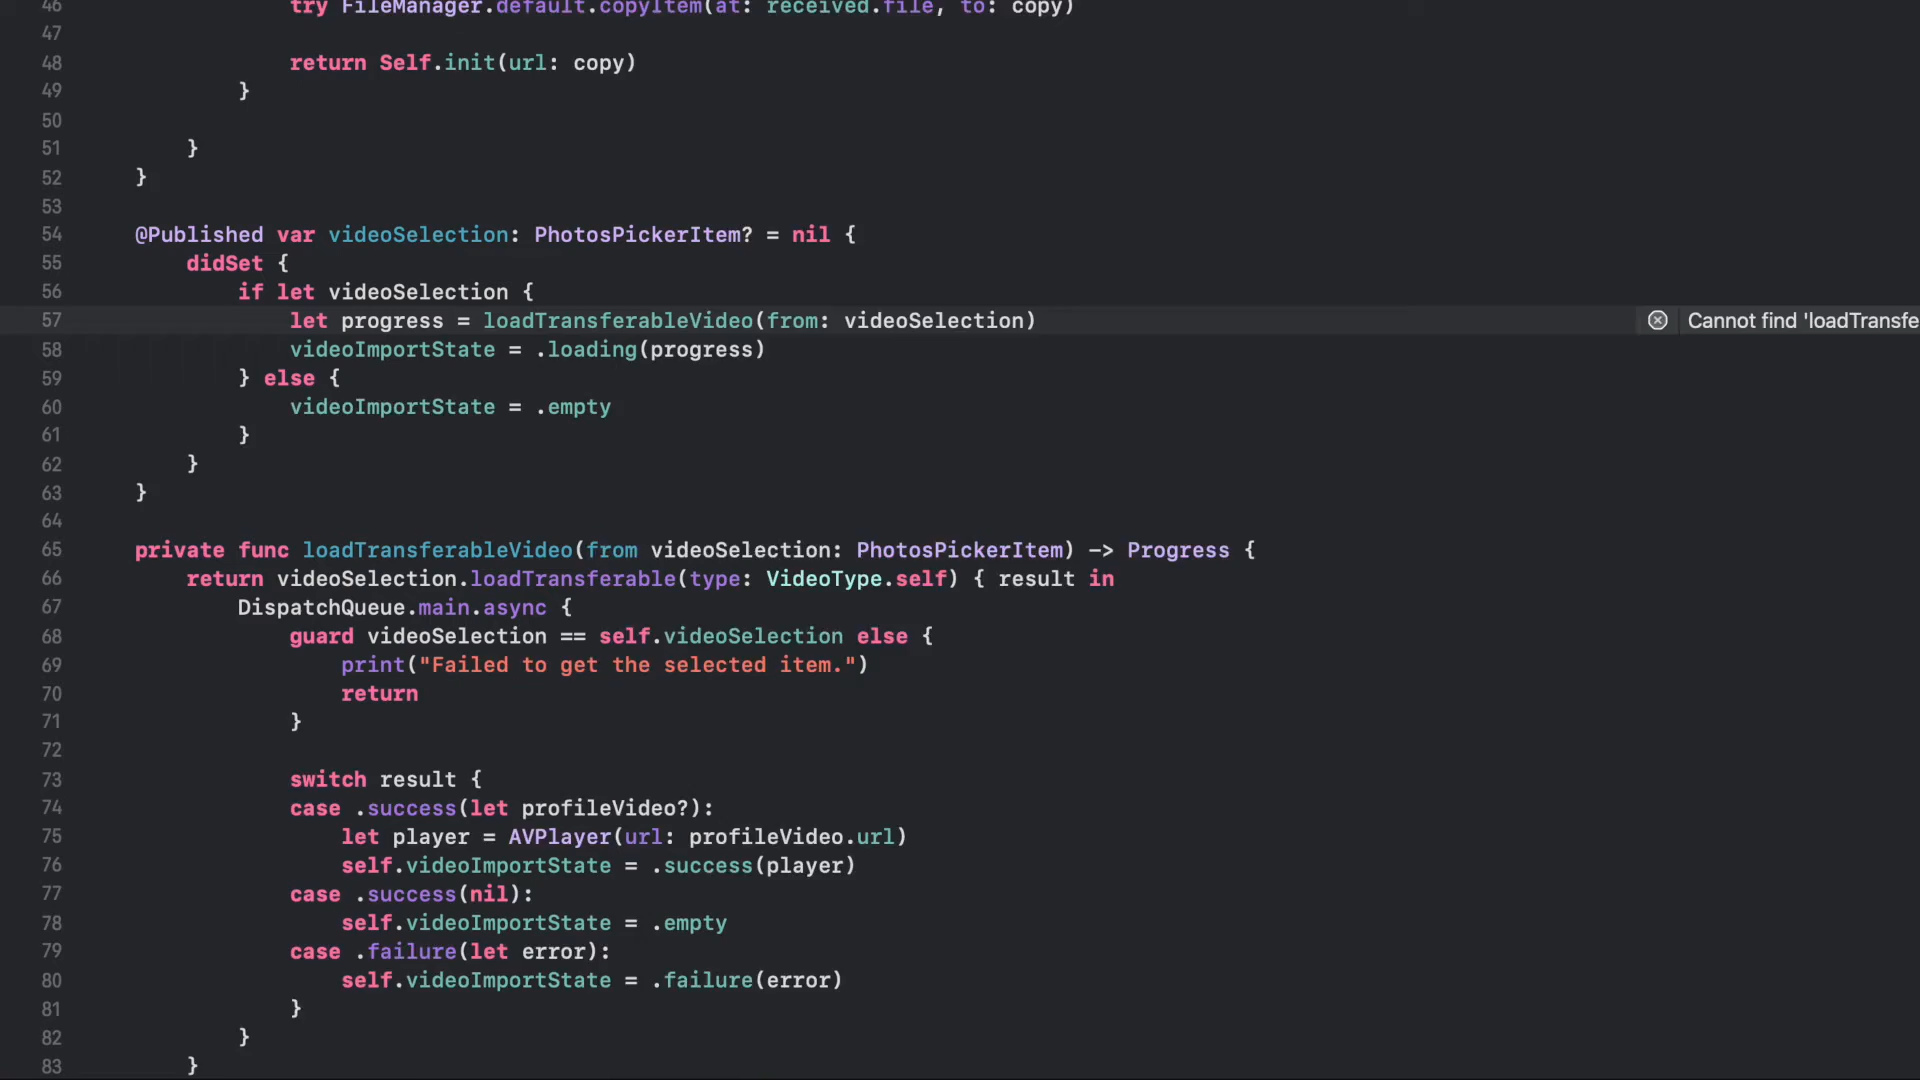 46 try FileManager.default.copyItem(at: received.file, to: copy)
47
48 return Self.init(url: copy)
49 }
50
51 }
52 }
53
54 @Published var videoSelection: PhotosPickerItem? = nil {
55 didSet {
56 if let videoSelection {
57 let progress = loadTransferableVideo(from: videoSelection) Cannot find 'loadTransfe
58 videoImportState = .loading(progress)
59 } else {
60 videoImportState = .empty
61 }
62 }
63 }
64
65 private func loadTransferableVideo(from videoSelection: PhotosPickerItem) -> Progress {
66 return videoSelection.loadTransferable(type: VideoType.self) { result in
67 DispatchQueue.main.async {
68 guard videoSelection == self.videoSelection else {
69 print("Failed to get the selected item.")
70 return
71 }
72
73 switch result {
74 case .success(let profileVideo?):
75 let player = AVPlayer(url: profileVideo.url)
76 self.videoImportState = .success(player)
77 case .success(nil):
78 self.videoImportState = .empty
79 case .failure(let error):
80 self.videoImportState = .failure(error)
81 }
82 }
83 }